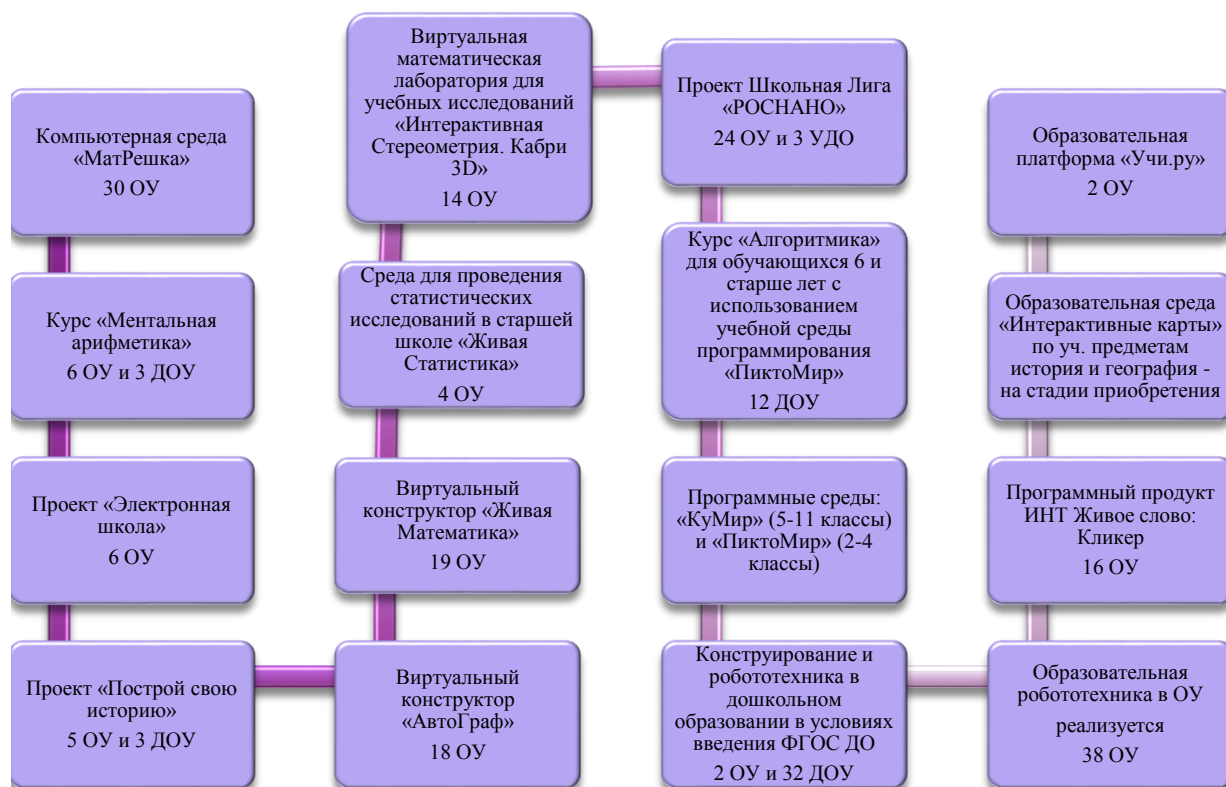 Компьютерная среда
«МатРешка»
30 ОУ
Курс «Ментальная
арифметика»
6 ОУ и 3 ДОУ
Проект «Электронная
школа»
6 ОУ
Проект «Построй свою
историю»
5 ОУ и 3 ДОУ
Виртуальная
математическая
лаборатория для
учебных исследований
«Интерактивная
Стереометрия. Кабри
3D»
14 ОУ
Среда для проведения
статистических
исследований в старшей
школе «Живая
Статистика»
4 ОУ
Виртуальный
конструктор «Живая
Математика»
19 ОУ
Виртуальный
конструктор
«АвтоГраф»
18 ОУ
Проект Школьная Лига
«РОСНАНО»
24 ОУ и 3 УДО
Курс «Алгоритмика»
для обучающихся 6 и
старше лет с
использованием
учебной среды
программирования
«ПиктоМир»
12 ДОУ
Программные среды:
«КуМир» (5-11 классы)
и «ПиктоМир» (2-4
классы)
Конструирование и
робототехника в
дошкольном
образовании в условиях
введения ФГОС ДО
2 ОУ и 32 ДОУ
Образовательная
платформа «Учи.ру»
2 ОУ
Образовательная среда
«Интерактивные карты»
по уч. предметам
история и география -
на стадии приобретения
Программный продукт
ИНТ Живое слово:
Кликер
16 ОУ
Образовательная
робототехника в ОУ
реализуется
38 ОУ